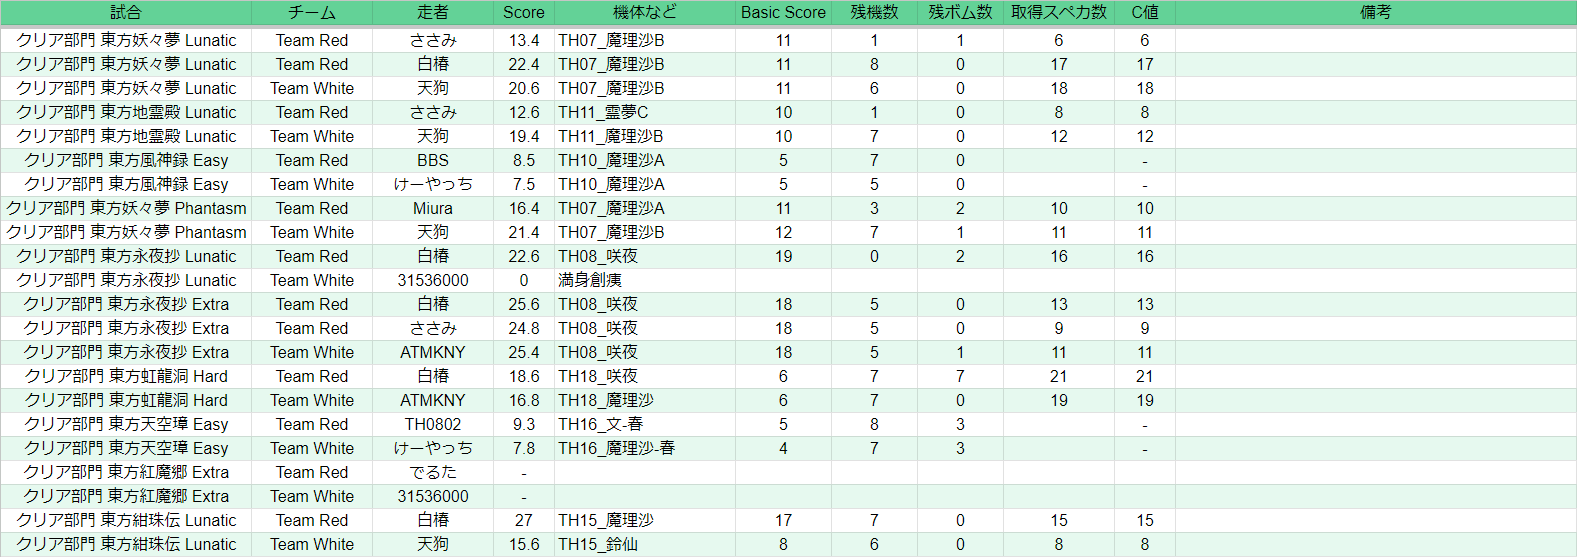 試合 チーム 走者 Score 機体など Basic Score 残機数 残ボム数 取得スペカ数 C値 備考
クリア部門 東方妖々夢 Lunatic Team Red ささみ 13.4 TH07_魔理沙B 11 1 1 6 6
クリア部門 東方妖々夢 Lunatic Team Red 白椿 22.4 TH07_魔理沙B 11 8 0 17 17
クリア部門 東方妖々夢 Lunatic Team White 天狗 20.6 TH07_魔理沙B 11 6 0 18 18
クリア部門 東方地霊殿 Lunatic Team Red ささみ 12.6 TH11_霊夢C 10 1 0 8 8
クリア部門 東方地霊殿 Lunatic Team White 天狗 19.4 TH11_魔理沙B 10 7 0 12 12
クリア部門 東方風神録 Easy Team Red BBS 8.5 TH10_魔理沙A 5 7 0 -
クリア部門 東方風神録 Easy Team White けーやっち 7.5 TH10_魔理沙A 5 5 0 -
クリア部門 東方妖々夢 Phantasm Team Red Miura 16.4 TH07_魔理沙A 11 3 2 10 10
クリア部門 東方妖々夢 Phantasm Team White 天狗 21.4 TH07_魔理沙B 12 7 1 11 11
クリア部門 東方永夜抄 Lunatic Team Red 白椿 22.6 TH08_咲夜 19 0 2 16 16
クリア部門 東方永夜抄 Lunatic Team White 31536000 0 満身創痍
クリア部門 東方永夜抄 Extra Team Red 白椿 25.6 TH08_咲夜 18 5 0 13 13
クリア部門 東方永夜抄 Extra Team Red ささみ 24.8 TH08_咲夜 18 5 0 9 9
クリア部門 東方永夜抄 Extra Team White ATMKNY 25.4 TH08_咲夜 18 5 1 11 11
クリア部門 東方虹龍洞 Hard Team Red 白椿 18.6 TH18_咲夜 6 7 7 21 21
クリア部門 東方虹龍洞 Hard Team White ATMKNY 16.8 TH18_魔理沙 6 7 0 19 19
クリア部門 東方天空璋 Easy Team Red TH0802 9.3 TH16_文-春 5 8 3 -
クリア部門 東方天空璋 Easy Team White けーやっち 7.8 TH16_魔理沙-春 4 7 3 -
クリア部門 東方紅魔郷 Extra Team Red でるた -
クリア部門 東方紅魔郷 Extra Team White 31536000 -
クリア部門 東方紺珠伝 Lunatic Team Red 白椿 27 TH15_魔理沙 17 7 0 15 15
クリア部門 東方紺珠伝 Lunatic Team White 天狗 15.6 TH15_鈴仙 8 6 0 8 8